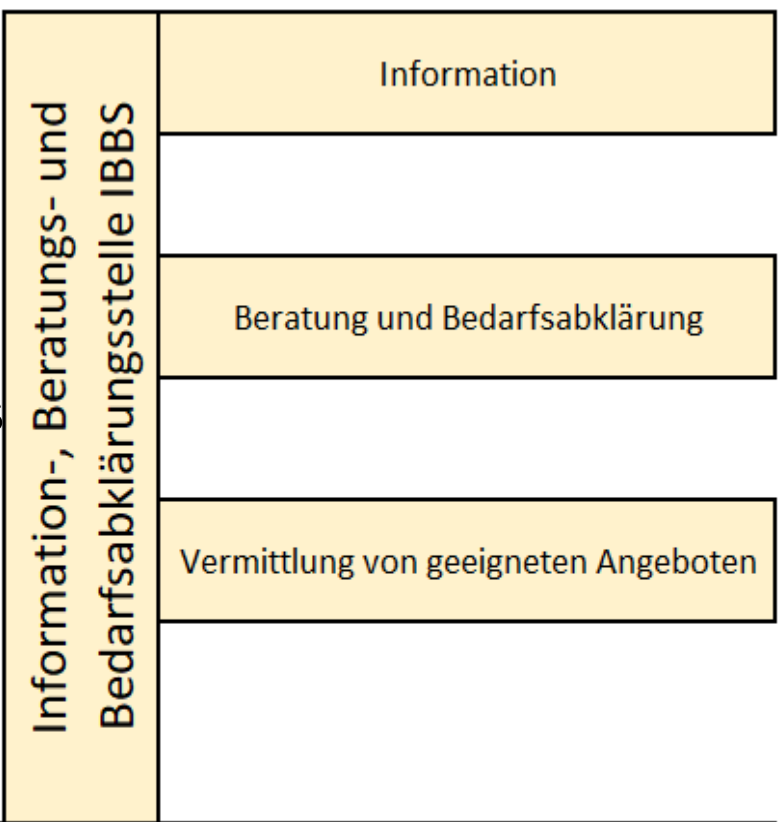 Information-, Beratungs- und
Bedarfsabklärungsstelle IBBS
Information
Beratung und Bedarfsabklärung
Vermittlung von geeigneten Angeboten